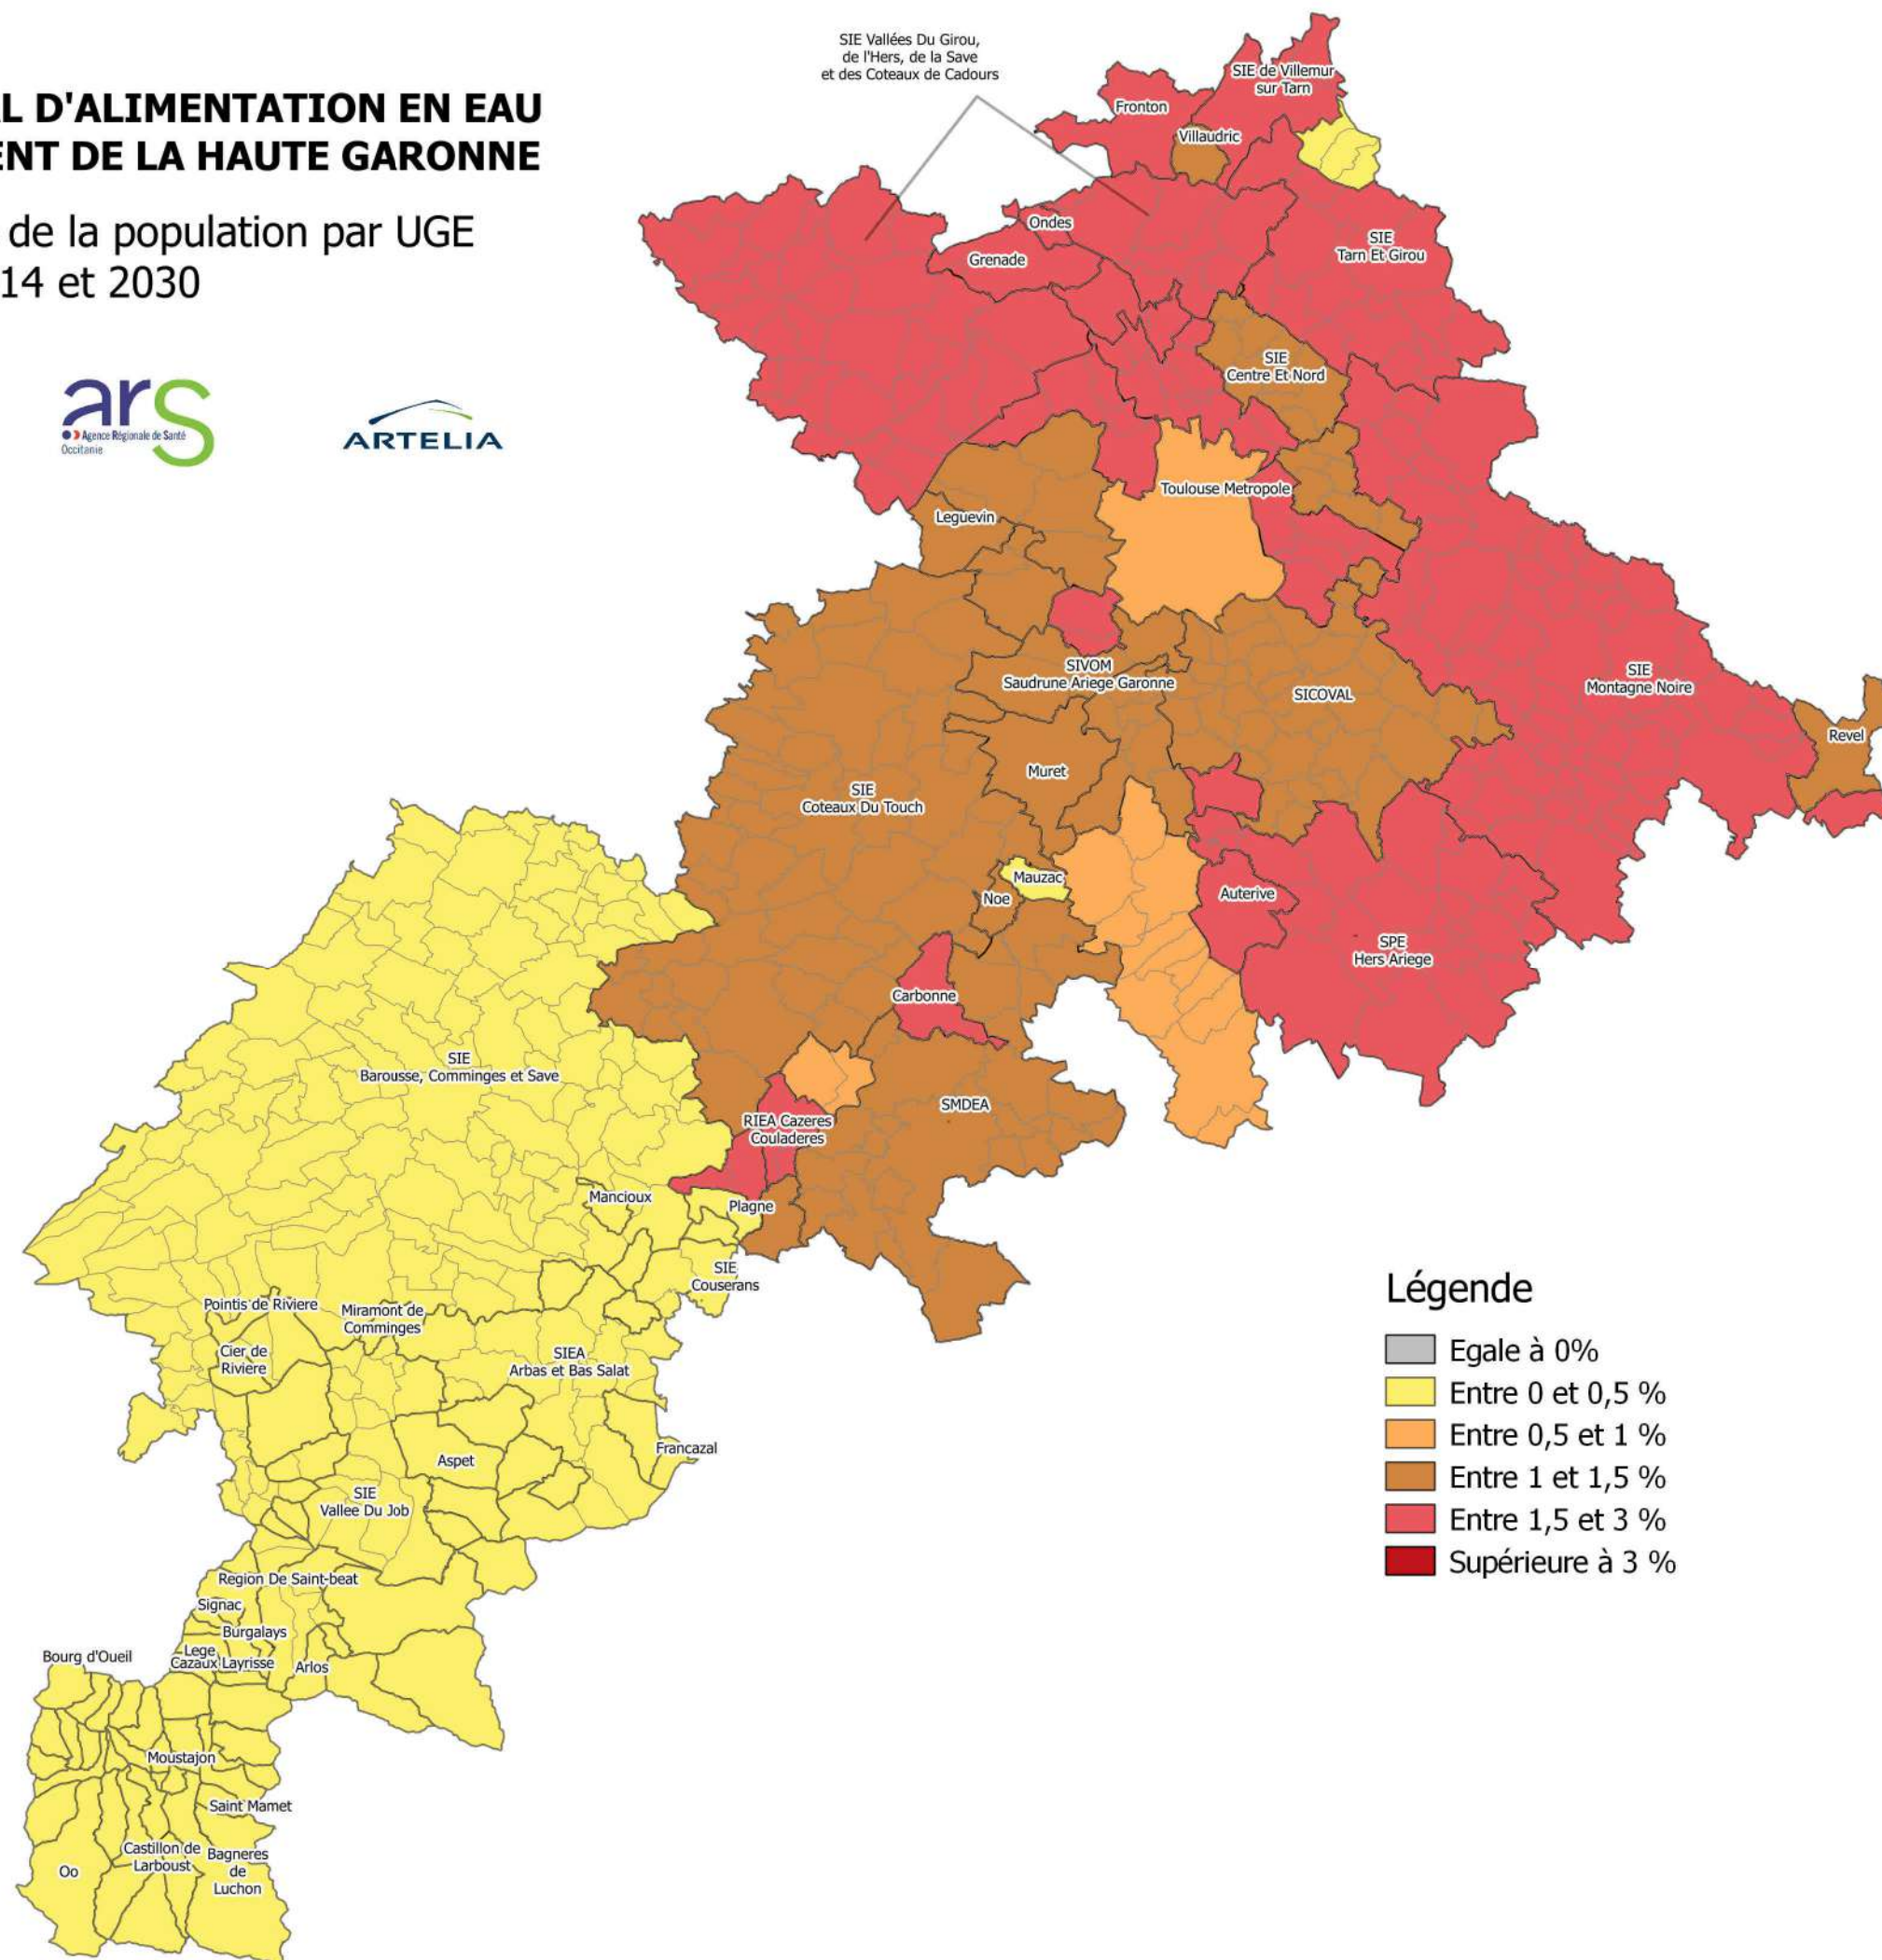 L D'ALIMENTATION EN EAU
ENT DE LA HAUTE GARONNE
de la population par UGE
14 et 2030
ars
Agence Régionale de Santé
Occitanie
ARTELIA
SIE Vallées Du Girou,
de l'Hers, de la Save
et des Coteaux de Cadours
SIE de Villemur
sur Tarn
Fronton
Villaudric
Ondes
Grenade
SIE
Tarn Et Girou
SIE
Centre Et Nord
Toulouse Metropole
Leguevin
SIVOM
Saudrune Ariege Garonne
SICOVAL
SIE
Montagne Noire
Revel
Muret
SIE
Coteaux Du Touch
Mauzac
Noe
Auterive
SPE
Hers Ariege
Carbonne
SIE
Barousse, Comminges et Save
SMDEA
RIEA Cazeres
Couladeres
Mancioux
Plagne
SIE
Couserans
Pointis de Riviere
Miramont de
Comminges
Cier de
Riviere
SIEA
Arbas et Bas Salat
Francazal
Aspet
SIE
Vallee Du Job
Region De Saint-beat
Signac
Burgalays
Lege
Cazaux Layrisse
Arlos
Bourg d'Oueil
Moustajon
Saint Mamet
Castillon de
Larboust
Bagneres
de
Luchon
Oo
Légende
Egale à 0%
Entre 0 et 0,5 %
Entre 0,5 et 1 %
Entre 1 et 1,5 %
Entre 1,5 et 3 %
Supérieure à 3 %